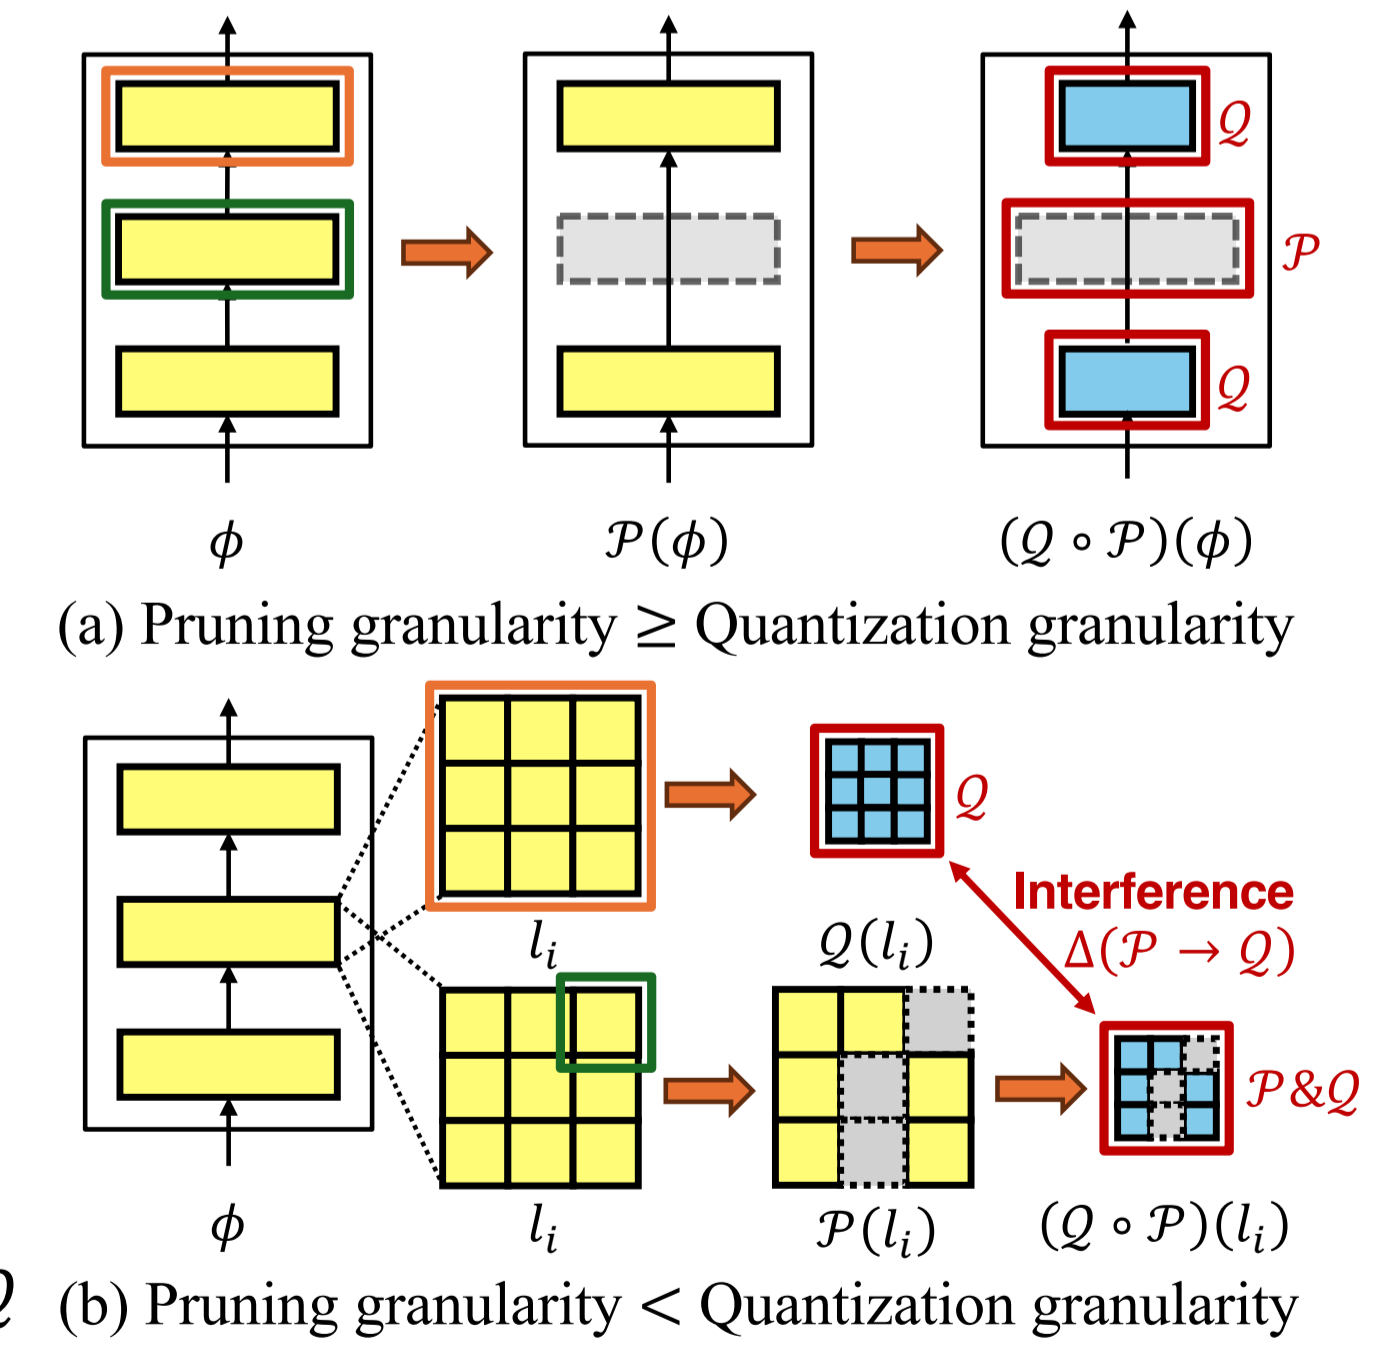 𝒬
𝒫
𝒬
ϕ
𝒫(ϕ)
(𝒬 ∘ 𝒫)(ϕ)
(a) Pruning granularity ≥ Quantization granularity
𝒬
Interference
Δ(𝒫 → 𝒬)
l_i
𝒬(l_i)
𝒫&𝒬
ϕ
l_i
𝒫(l_i)
(𝒬 ∘ 𝒫)(l_i)
𝒬
(b) Pruning granularity < Quantization granularity